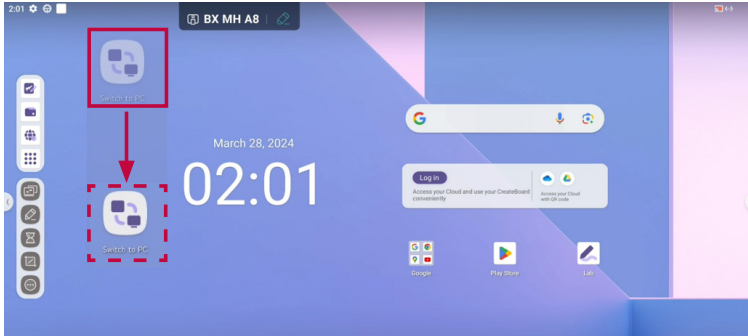 2:01
BX MH A8
Switch to PC
March 28, 2024
02:01
Log in
Access your Cloud and use your CreateBoard
conveniently
Access your Cloud
with QR code
Switch to PC
Google
Play Store
Lab